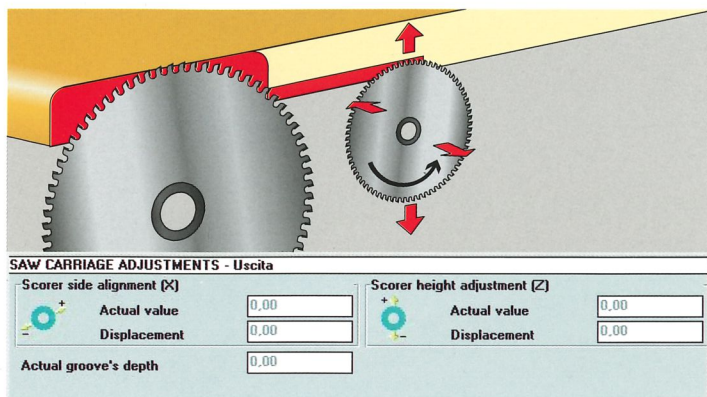 SAW CARRIAGE ADJUSTMENTS - Uscita
Scorer side alignment (X)
+
Actual value 0,00
-
Displacement 0,00
Actual groove's depth 0,00
Scorer height adjustment (Z)
+
Actual value 0,00
-
Displacement 0,00